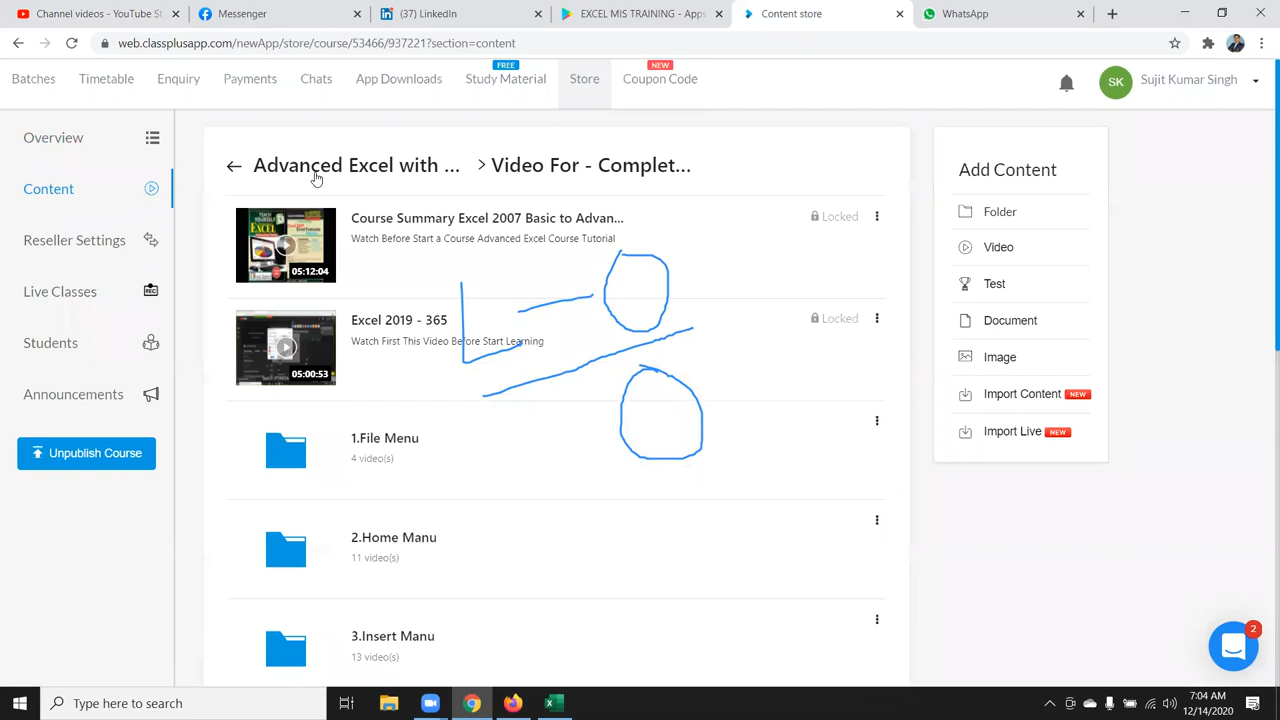 Channel videos - YouTube St
Messenger
(37) LinkedIn
EXCEL MIS TRAINING - Apps
Content store
WhatsApp
web.classplusapp.com/newApp/store/course/53466/937221?section=content
FREE
NEW
Batches
Timetable
Enquiry
Payments
Chats
App Downloads
Study Material
Store
Coupon Code
SK
Sujit Kumar Singh
Overview
Content
Reseller Settings
Live Classes
REC
Students
Announcements
Unpublish Course
Advanced Excel with ... > Video For - Complet...
Course Summary Excel 2007 Basic to Advan...
Locked
Watch Before Start a Course Advanced Excel Course Tutorial
TEACH YOURSELF
EXCEL
05:12:04
Excel 2019 - 365
Locked
Watch First This Video Before Start Learning
05:00:53
1.File Menu
4 video(s)
2.Home Manu
11 video(s)
3.Insert Manu
13 video(s)
Add Content
Folder
Video
Test
Document
Image
Import Content NEW
Import Live NEW
2
Type here to search
7:04 AM
12/14/2020